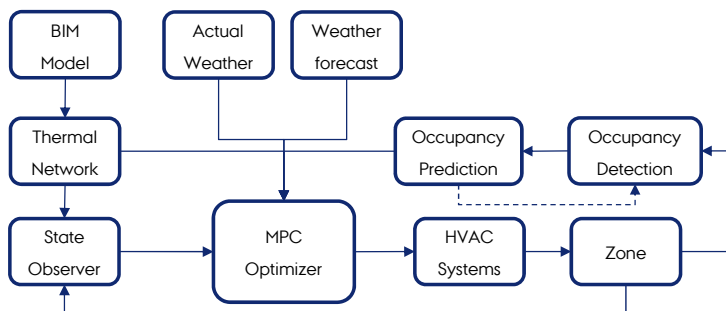 BIM
Model
Actual
Weather
Weather
forecast
Thermal
Network
Occupancy
Prediction
Occupancy
Detection
State
Observer
MPC
Optimizer
HVAC
Systems
Zone